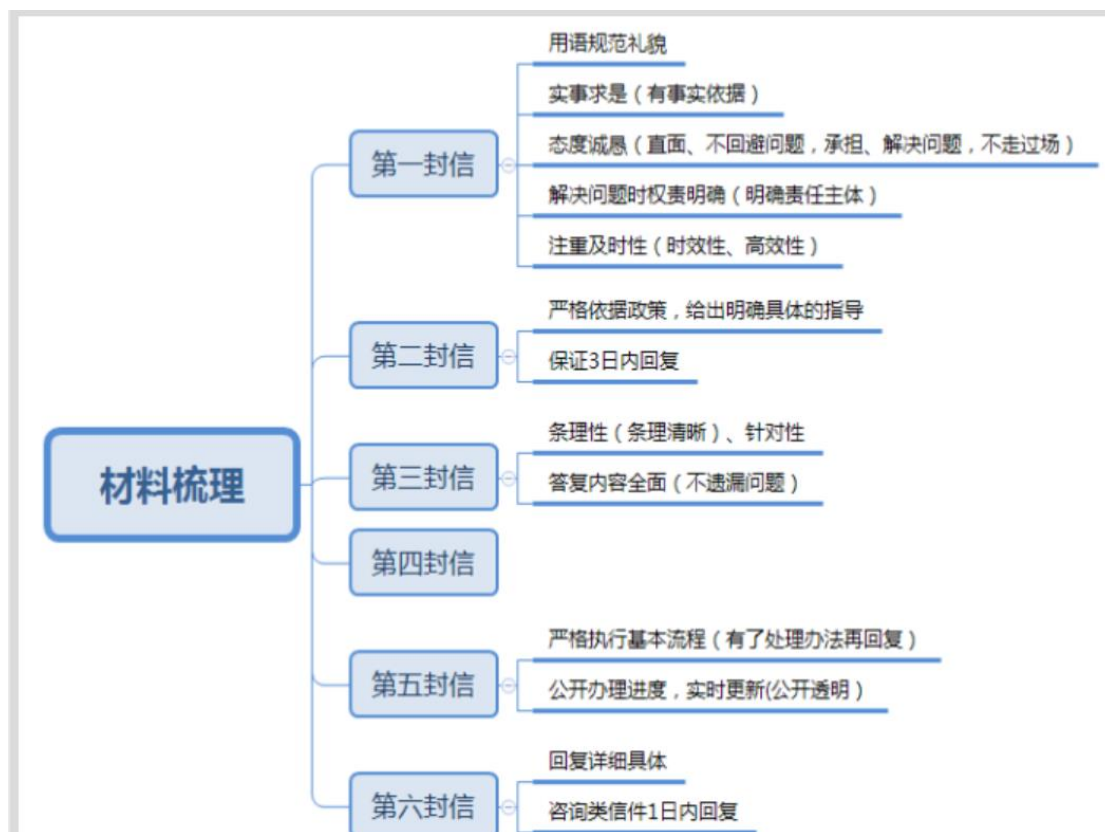 材料梳理
第一封信
用语规范礼貌
实事求是（有事实依据）
态度诚恳（直面、不回避问题，承担、解决问题，不走过场）
解决问题时权责明确（明确责任主体）
注重及时性（时效性、高效性）
第二封信
严格依据政策，给出明确具体的指导
保证3日内回复
第三封信
条理性（条理清晰）、针对性
答复内容全面（不遗漏问题）
第四封信
第五封信
严格执行基本流程（有了处理办法再回复）
公开办理进度，实时更新(公开透明）
第六封信
回复详细具体
咨询类信件1日内回复